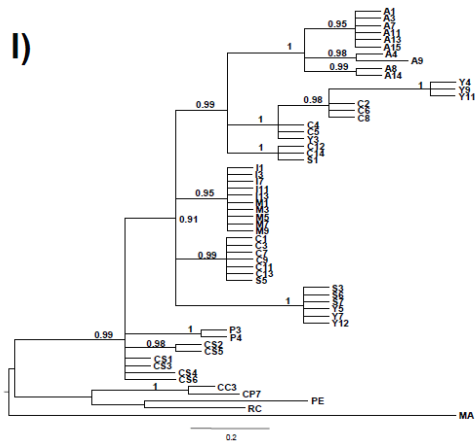 I)
A1
A3
0.95
A7
A11
A13
A15
1
0.98
A4
A9
0.99
A8
A14
0.99
1
Y4
Y9
Y11
0.98
C2
C6
C8
1
C4
C5
Y3
1
C12
C14
S1
I1
I3
I7
0.95
I11
I13
M1
M3
M5
M7
M9
0.91
C1
C3
C7
0.99
C9
C11
C13
S5
S3
S6
S7
1
Y5
Y7
Y12
0.99
1
P3
P4
0.98
CS2
CS5
CS1
CS3
CS4
CS6
1
CC3
CP7
PE
RC
MA
0.2